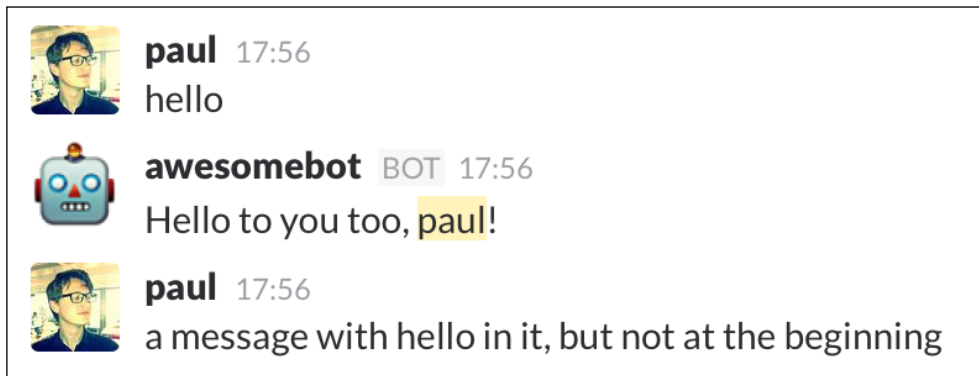 paul 17:56
hello
awesomebot BOT 17:56
Hello to you too, paul!
paul 17:56
a message with hello in it, but not at the beginning